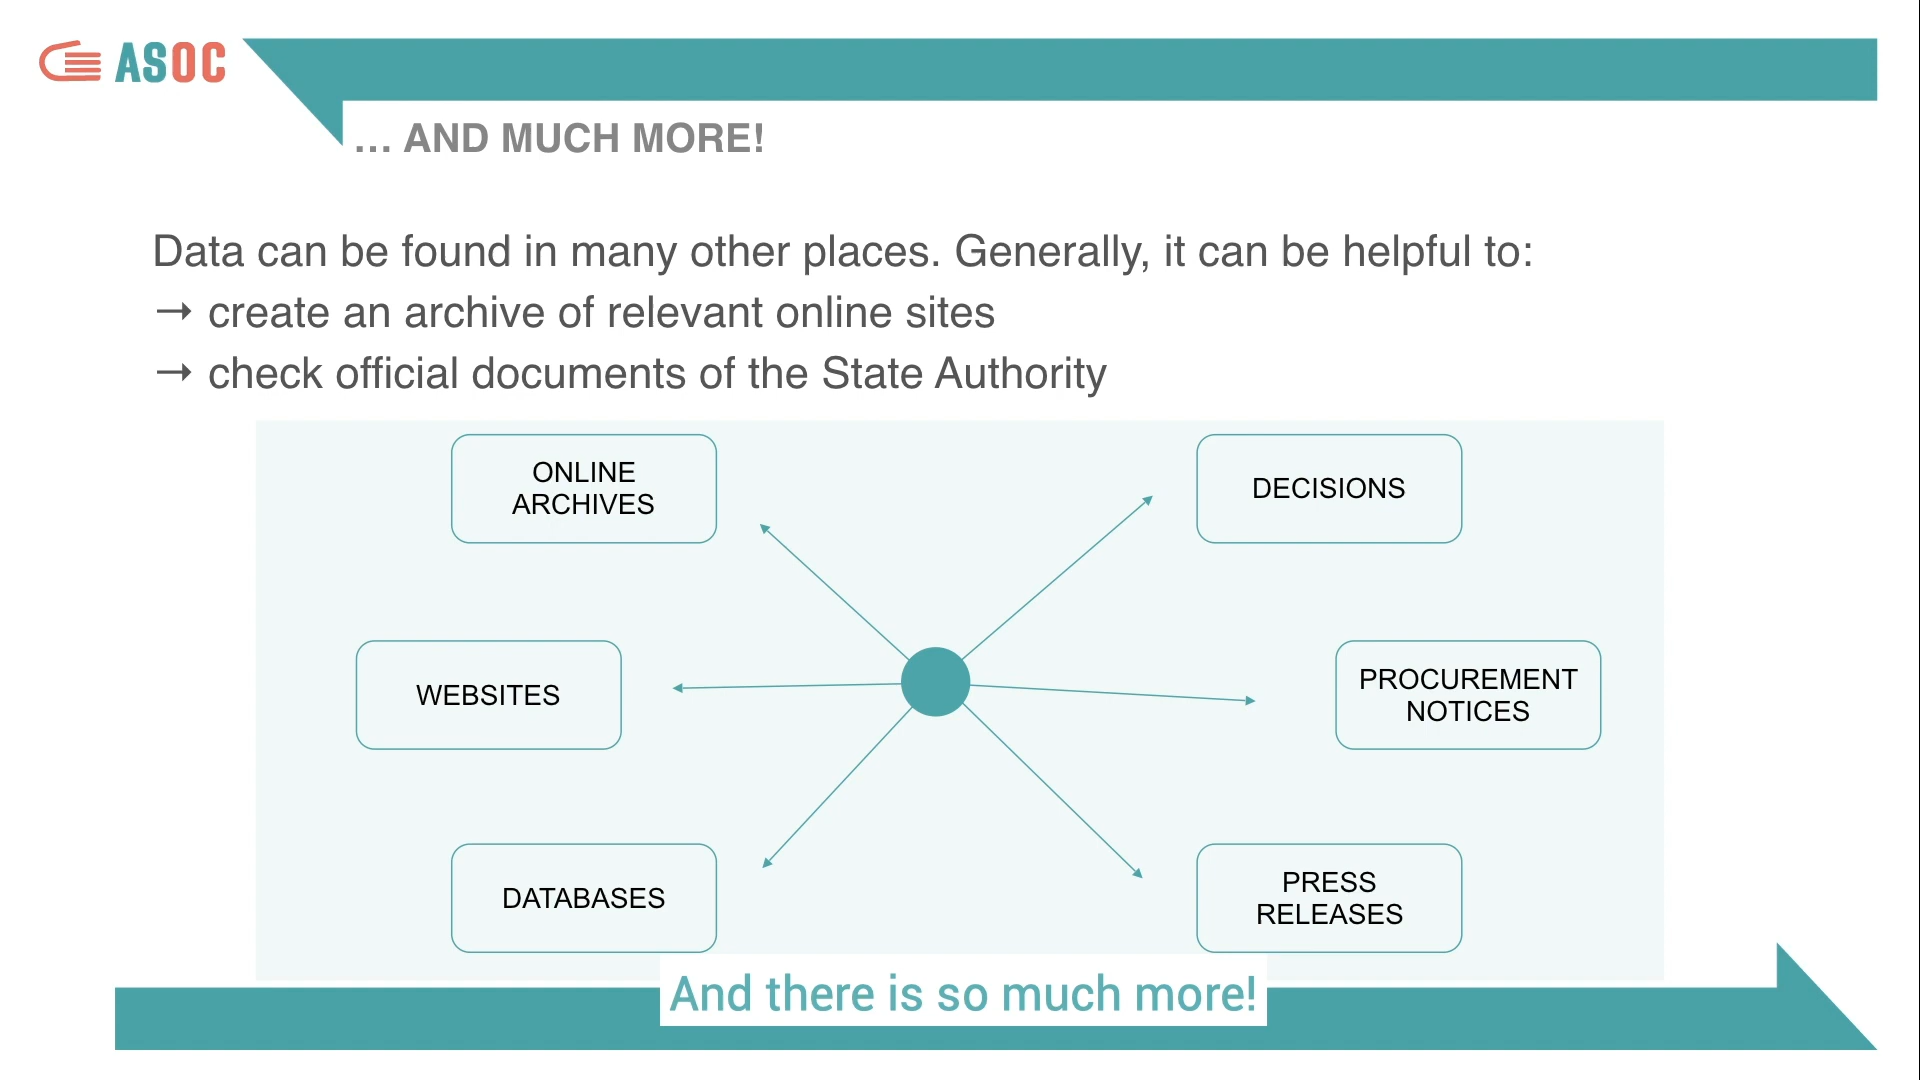 ASOC
... AND MUCH MORE!
Data can be found in many other places. Generally, it can be helpful to:
→ create an archive of relevant online sites
→ check official documents of the State Authority
ONLINE
ARCHIVES
DECISIONS
WEBSITES
PROCUREMENT
NOTICES
DATABASES
PRESS
RELEASES
And there is so much more!